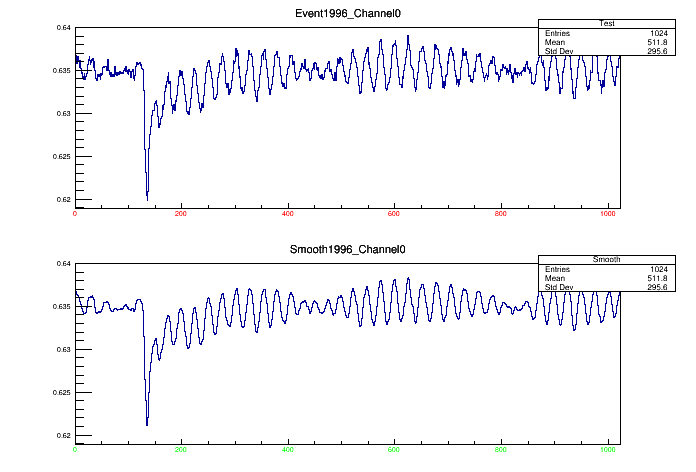 Event1996_Channel0
Test
Entries 1024
Mean 511.8
Std Dev 295.6
0.64
0.635
0.63
0.625
0.62
0 200 400 600 800 1000
Smooth1996_Channel0
Smooth
Entries 1024
Mean 511.8
Std Dev 295.6
0.64
0.635
0.63
0.625
0.62
0 200 400 600 800 1000